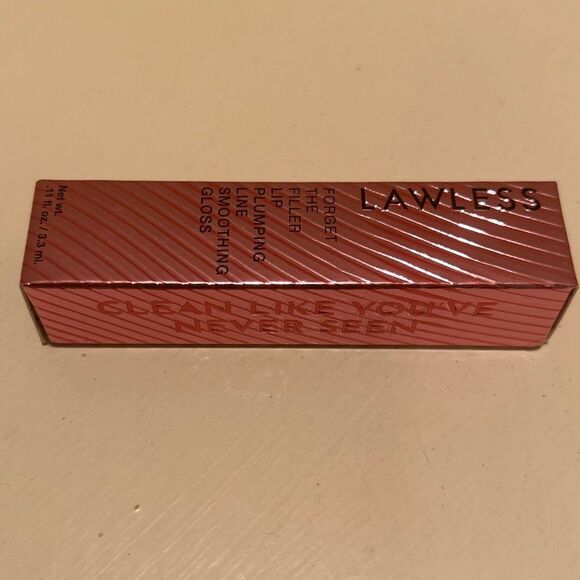 LAWLESS
FORGET
THE
FILLER
LIP
PLUMPING
LINE
SMOOTHING
GLOSS
Net wt.
.11 fl. oz. / 3.3 ml.
CLEAN LIKE YOU'VE
NEVER SEEN